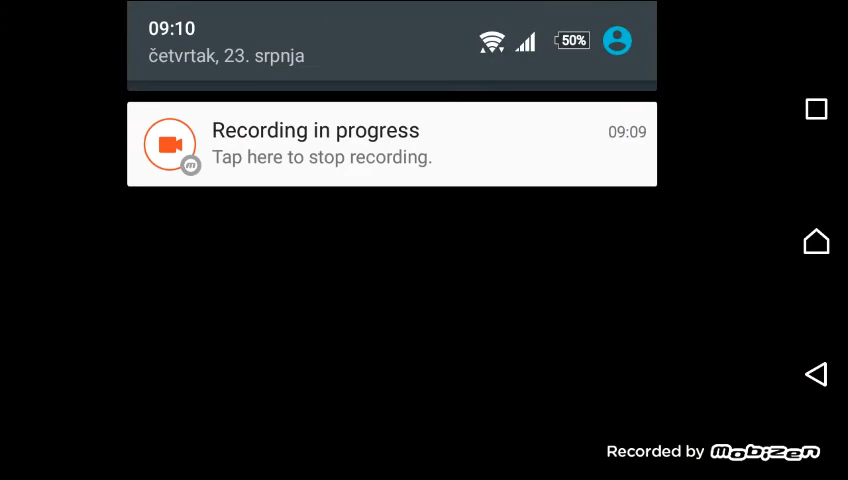 09:10
četvrtak, 23. srpnja
50%
Recording in progress
09:09
Tap here to stop recording.
m
Recorded by mobizen